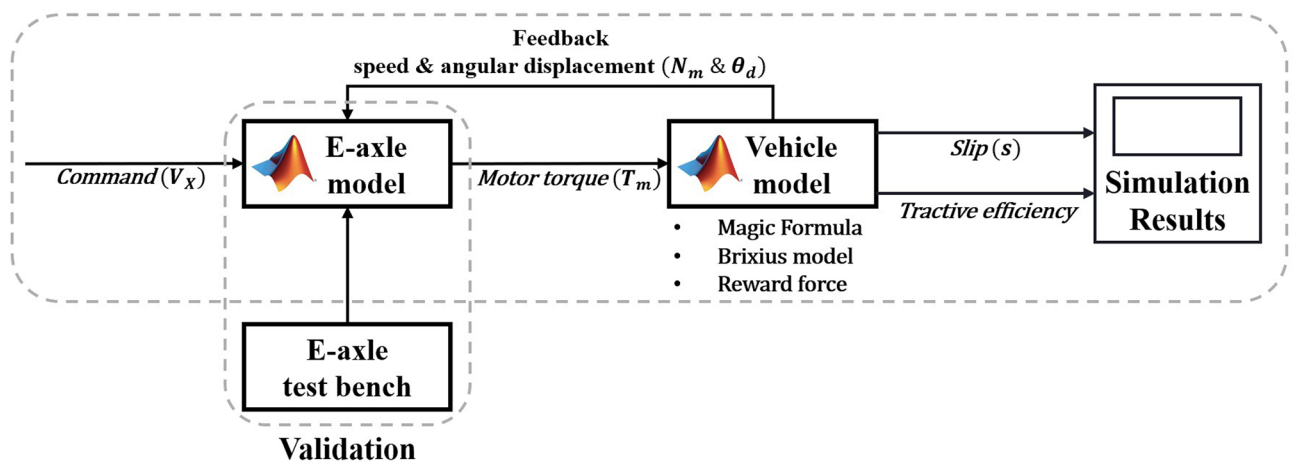 Feedback
speed & angular displacement (N_m & θ_d)
Command (V_X)
E-axle
model
Motor torque (T_m)
Vehicle
model
Slip (s)
Tractive efficiency
Simulation
Results
• Magic Formula
• Brixius model
• Reward force
E-axle
test bench
Validation